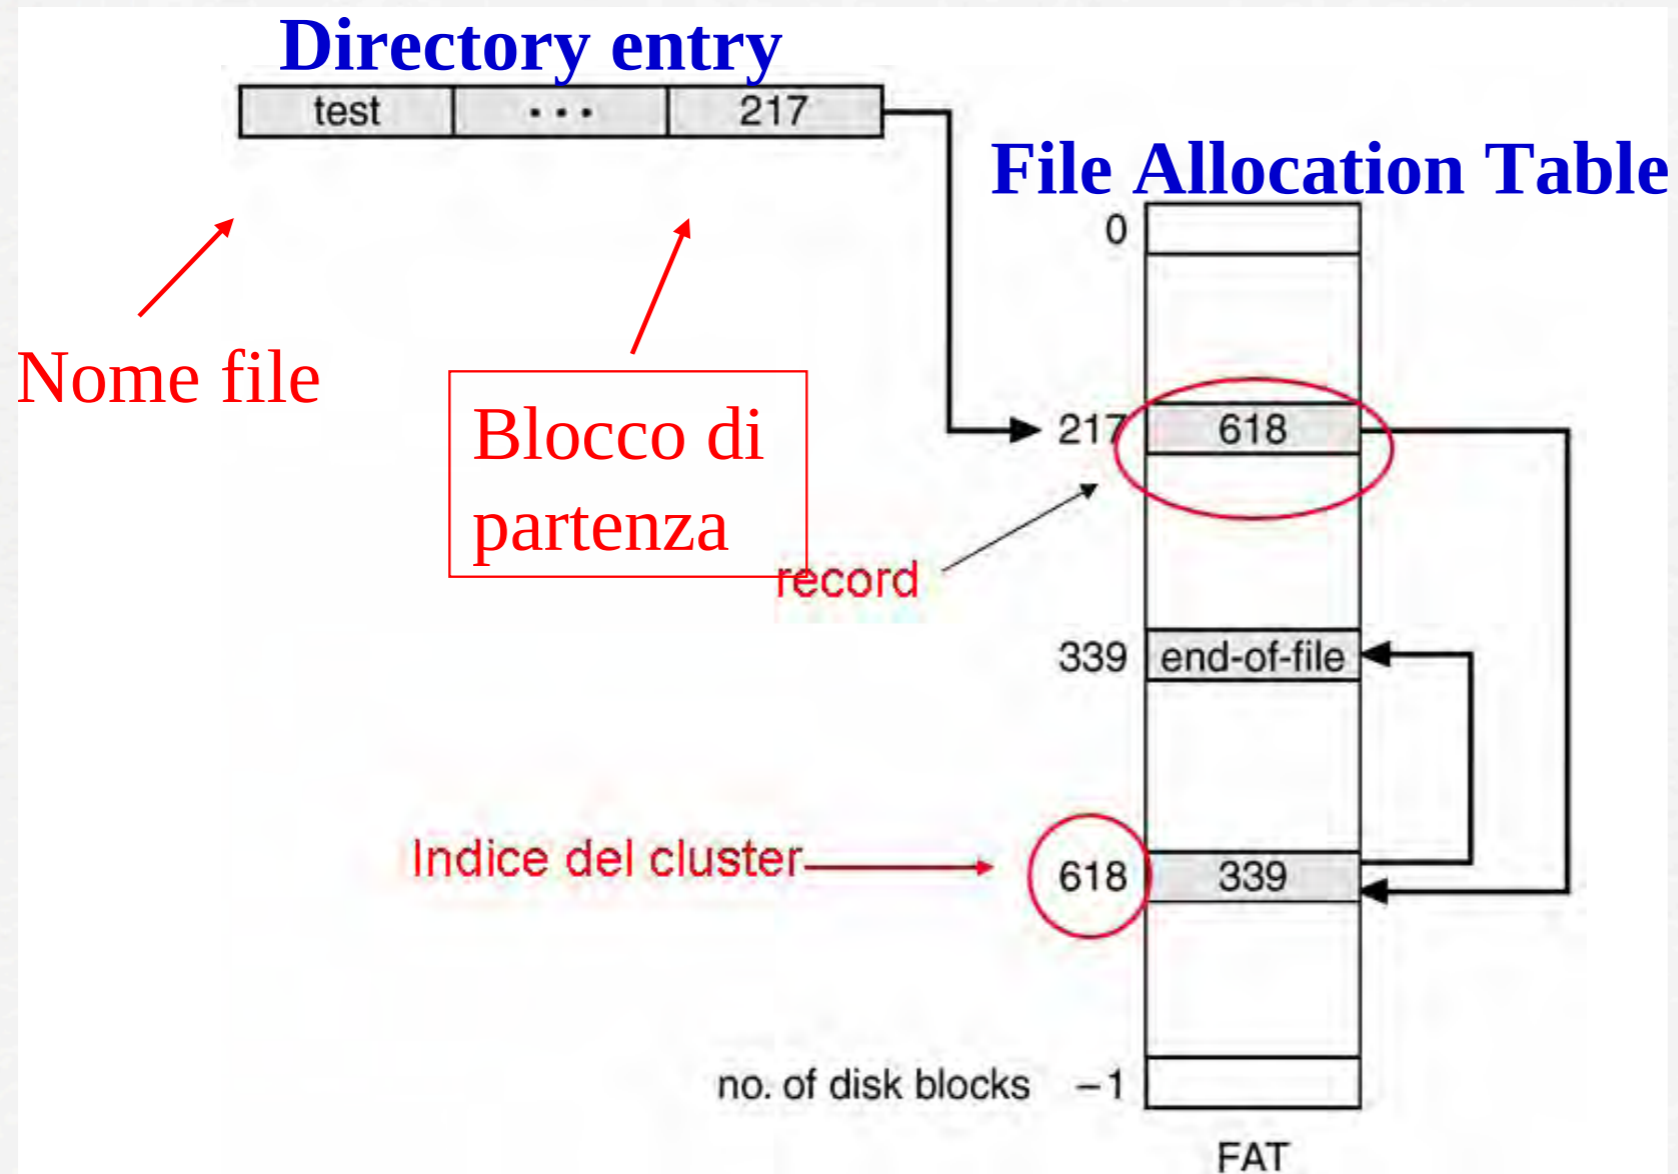 Directory entry
test
• • •
217
File Allocation Table
0
Nome file
Blocco di
partenza
217
618
record
339
end-of-file
Indice del cluster
618
339
no. of disk blocks
–1
FAT